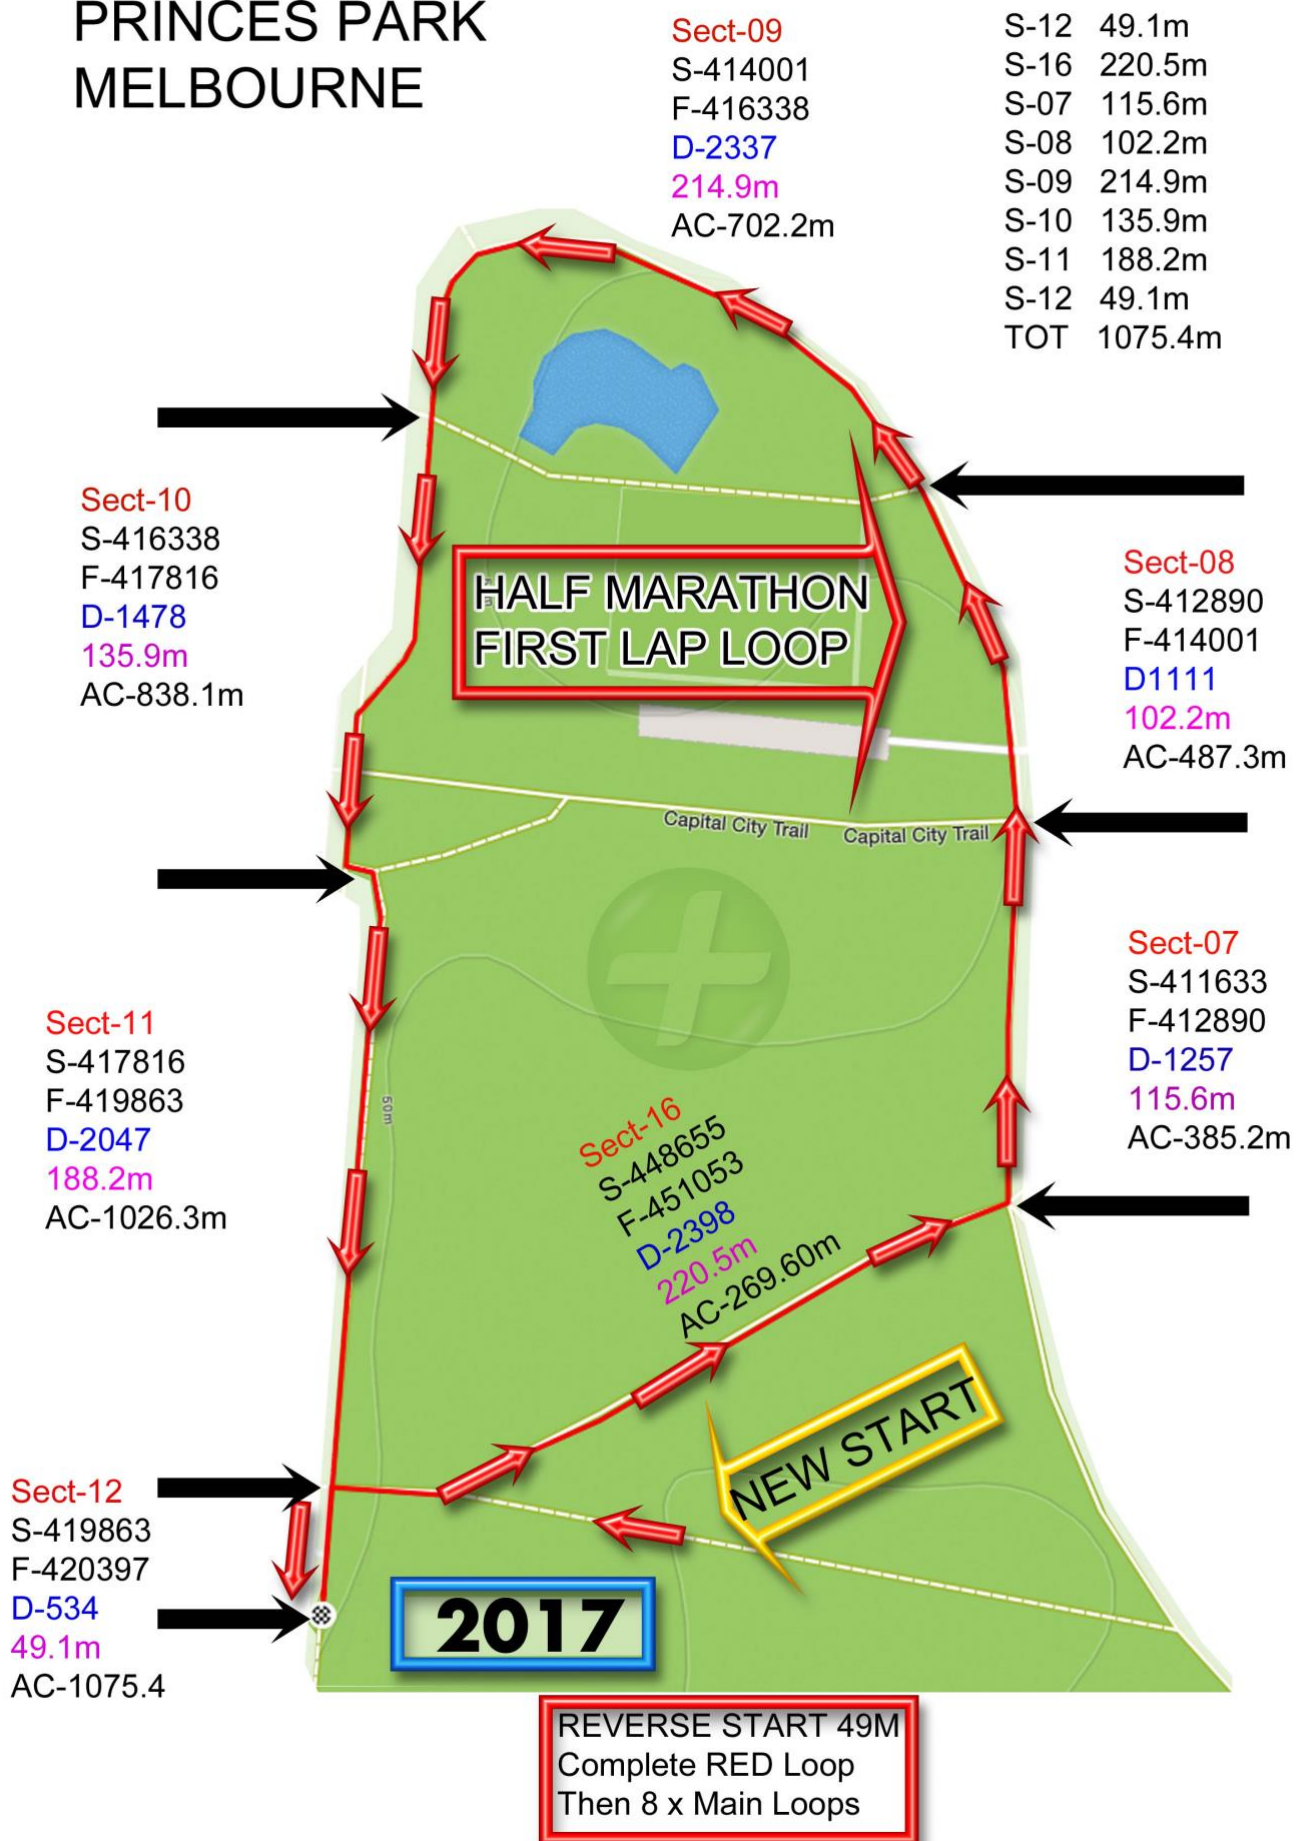 PRINCES PARK
MELBOURNE
Sect-09
S-414001
F-416338
D-2337
214.9m
AC-702.2m
S-12 49.1m
S-16 220.5m
S-07 115.6m
S-08 102.2m
S-09 214.9m
S-10 135.9m
S-11 188.2m
S-12 49.1m
TOT 1075.4m
Sect-10
S-416338
F-417816
D-1478
135.9m
AC-838.1m
HALF MARATHON
FIRST LAP LOOP
Sect-08
S-412890
F-414001
D1111
102.2m
AC-487.3m
Capital City Trail Capital City Trail
Sect-07
S-411633
F-412890
D-1257
115.6m
AC-385.2m
Sect-11
S-417816
F-419863
D-2047
188.2m
AC-1026.3m
50m
Sect-16
S-448655
F-451053
D-2398
220.5m
AC-269.60m
NEW START
Sect-12
S-419863
F-420397
D-534
49.1m
AC-1075.4
2017
REVERSE START 49M
Complete RED Loop
Then 8 x Main Loops